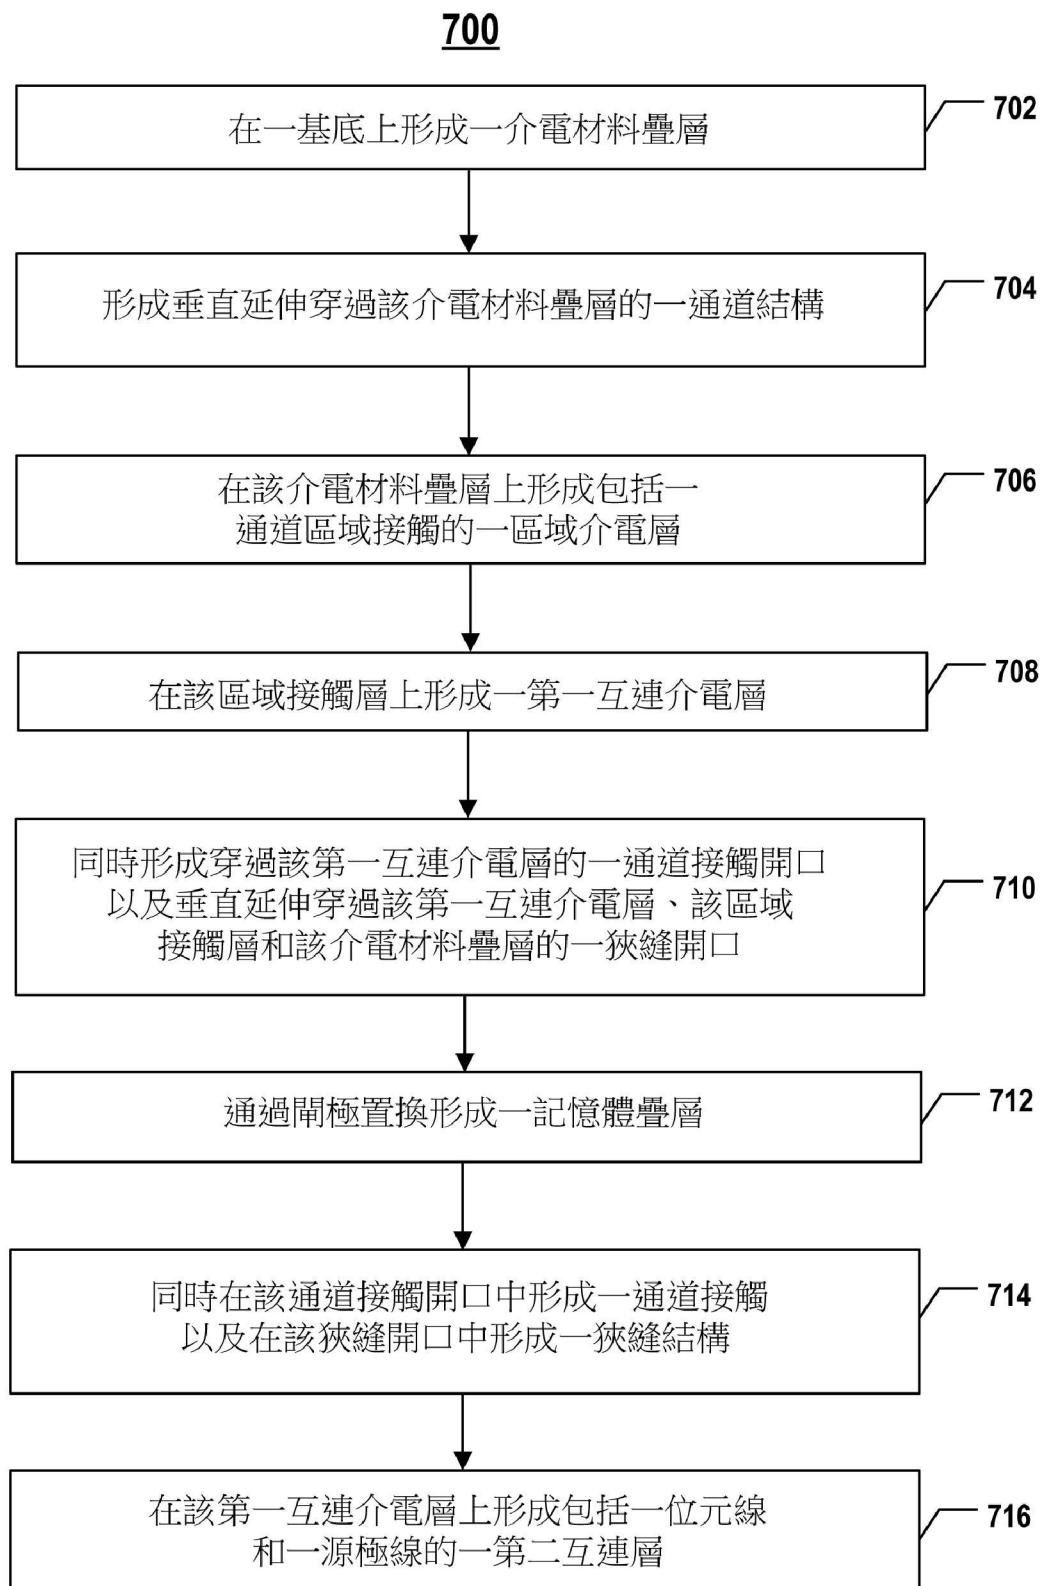 700
在一基底上形成一介電材料疊層
702
形成垂直延伸穿過該介電材料疊層的一通道結構
704
在該介電材料疊層上形成包括一
通道區域接觸的一區域介電層
706
在該區域接觸層上形成一第一互連介電層
708
同時形成穿過該第一互連介電層的一通道接觸開口
以及垂直延伸穿過該第一互連介電層、該區域
接觸層和該介電材料疊層的一狹縫開口
710
通過閘極置換形成一記憶體疊層
712
同時在該通道接觸開口中形成一通道接觸
以及在該狹縫開口中形成一狹縫結構
714
在該第一互連介電層上形成包括一位元線
和一源極線的一第二互連層
716